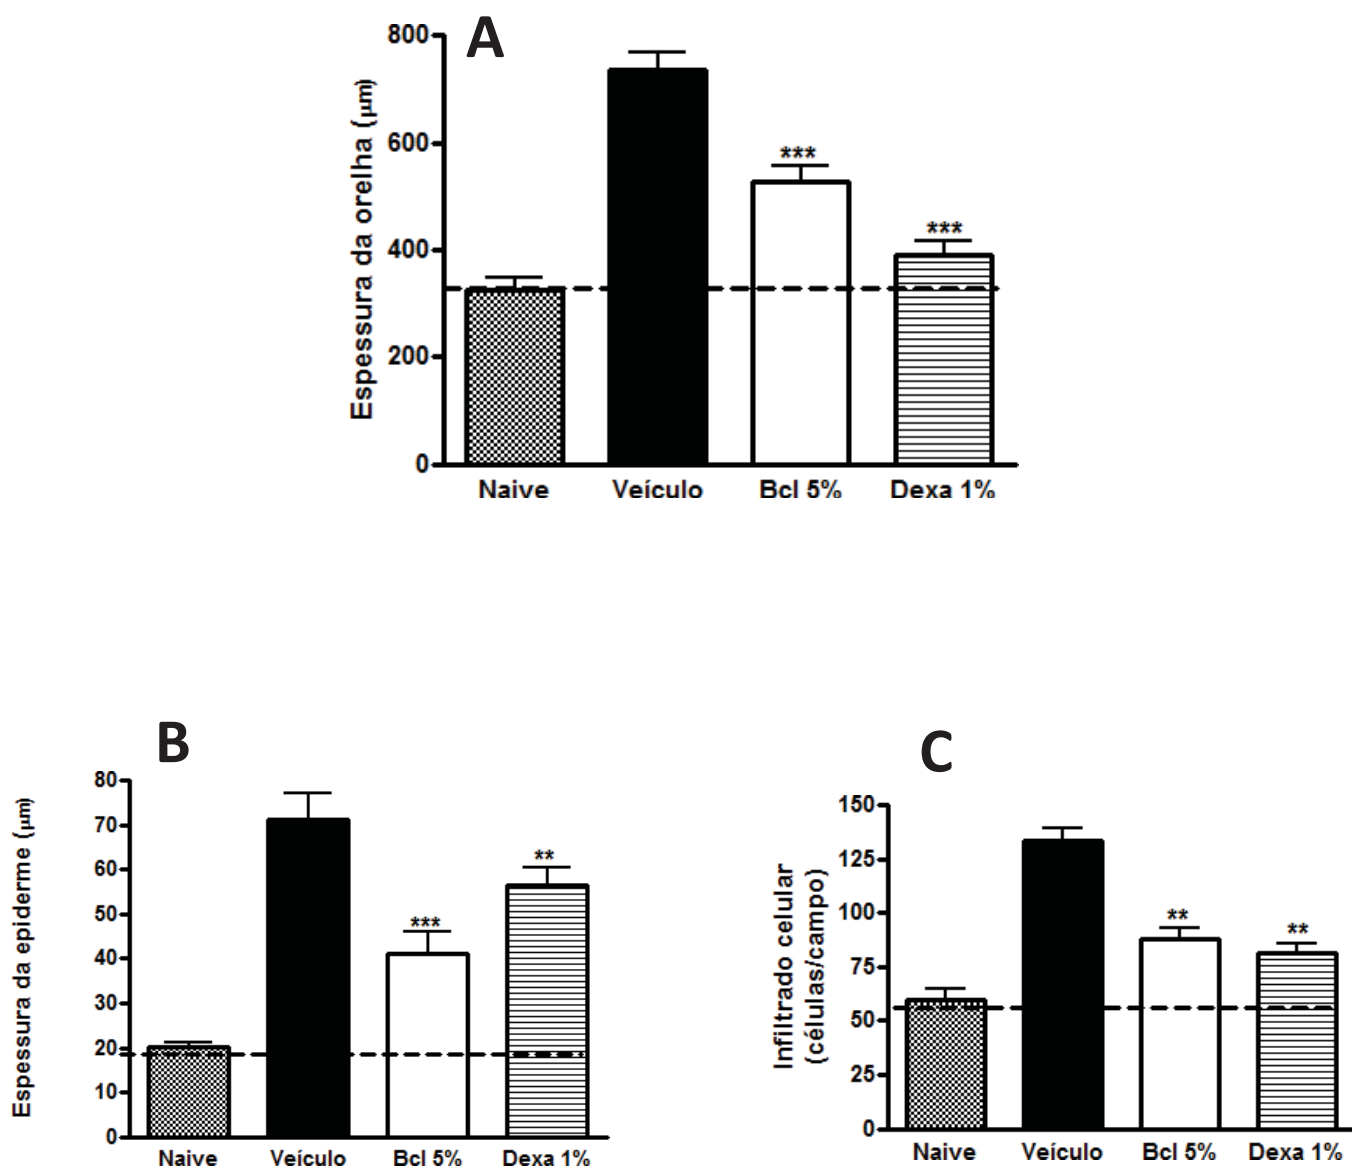 A
800
600
400
200
0
Espessura da orelha (μm)
***
***
Naive Veículo Bcl 5% Dexa 1%
B
80
70
60
50
40
30
20
10
0
Espessura da epiderme (μm)
***
**
Naive Veículo Bcl 5% Dexa 1%
C
150
125
100
75
50
25
0
Infiltrado celular
(células/campo)
**
**
Naive Veículo Bcl 5% Dexa 1%